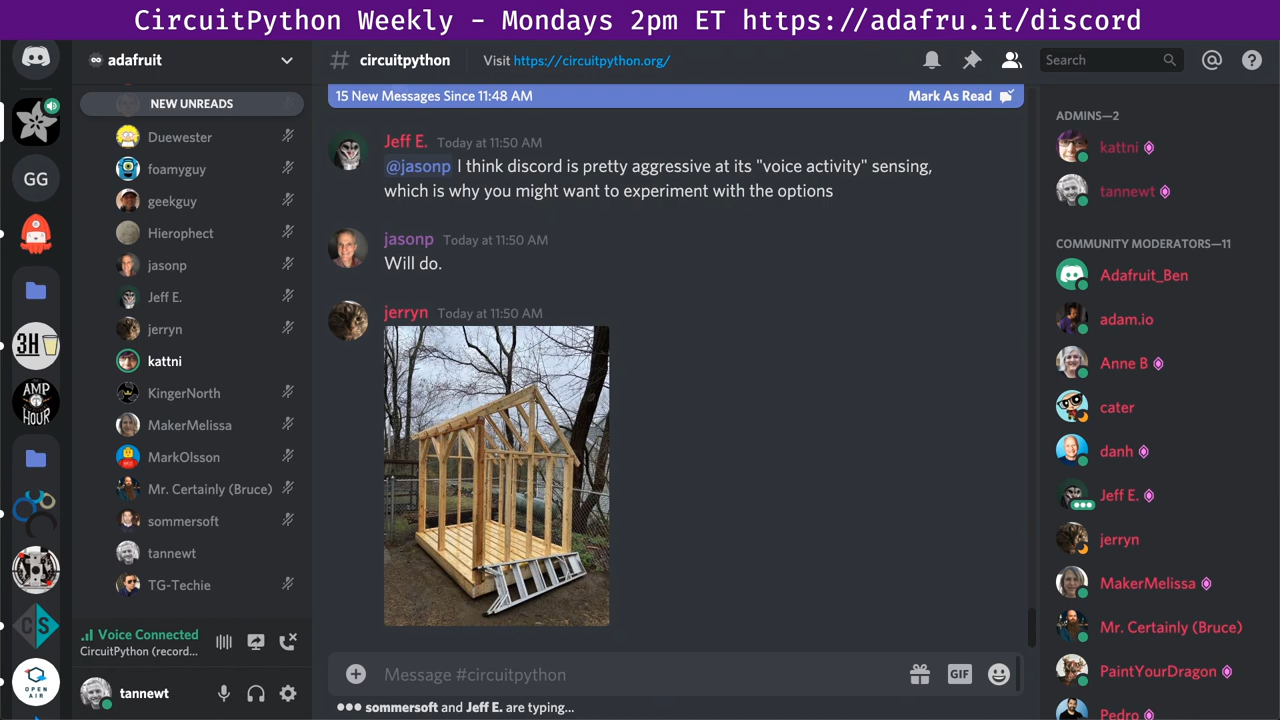 CircuitPython Weekly - Mondays 2pm ET https://adafru.it/discord
adafruit
NEW UNREADS
Duewester
foamyguy
geekguy
Hierophect
jasonp
Jeff E.
jerryn
kattni
KingerNorth
MakerMelissa
MarkOlsson
Mr. Certainly (Bruce)
sommersoft
tannewt
TG-Techie
Voice Connected
CircuitPython (record...
tannewt
GG
3H
AMP
HOUR
CS
OPEN
AIR
# circuitpython
Visit https://circuitpython.org/
Search
15 New Messages Since 11:48 AM
Mark As Read
Jeff E. Today at 11:50 AM
@jasonp I think discord is pretty aggressive at its "voice activity" sensing,
which is why you might want to experiment with the options
jasonp Today at 11:50 AM
Will do.
jerryn Today at 11:50 AM
Message #circuitpython
GIF
sommersoft and Jeff E. are typing...
ADMINS—2
kattni
tannewt
COMMUNITY MODERATORS—11
Adafruit_Ben
adam.io
Anne B
cater
danh
Jeff E.
jerryn
MakerMelissa
Mr. Certainly (Bruce)
PaintYourDragon
Pedro